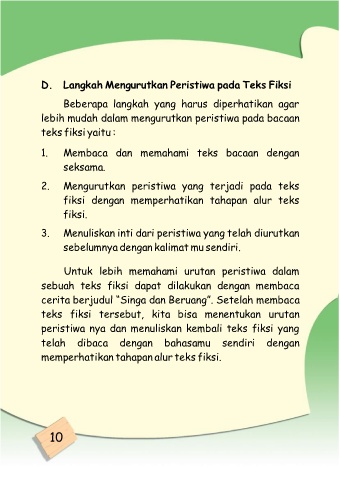 D. Langkah Mengurutkan Peristiwa pada Teks Fiksi
Beberapa langkah yang harus diperhatikan agar
lebih mudah dalam mengurutkan peristiwa pada bacaan
teks fiksi yaitu :
1. Membaca dan memahami teks bacaan dengan
seksama.
2. Mengurutkan peristiwa yang terjadi pada teks
fiksi dengan memperhatikan tahapan alur teks
fiksi.
3. Menuliskan inti dari peristiwa yang telah diurutkan
sebelumnya dengan kalimat mu sendiri.
Untuk lebih memahami urutan peristiwa dalam
sebuah teks fiksi dapat dilakukan dengan membaca
cerita berjudul "Singa dan Beruang". Setelah membaca
teks fiksi tersebut, kita bisa menentukan urutan
peristiwa nya dan menuliskan kembali teks fiksi yang
telah dibaca dengan bahasamu sendiri dengan
memperhatikan tahapan alur teks fiksi.
10